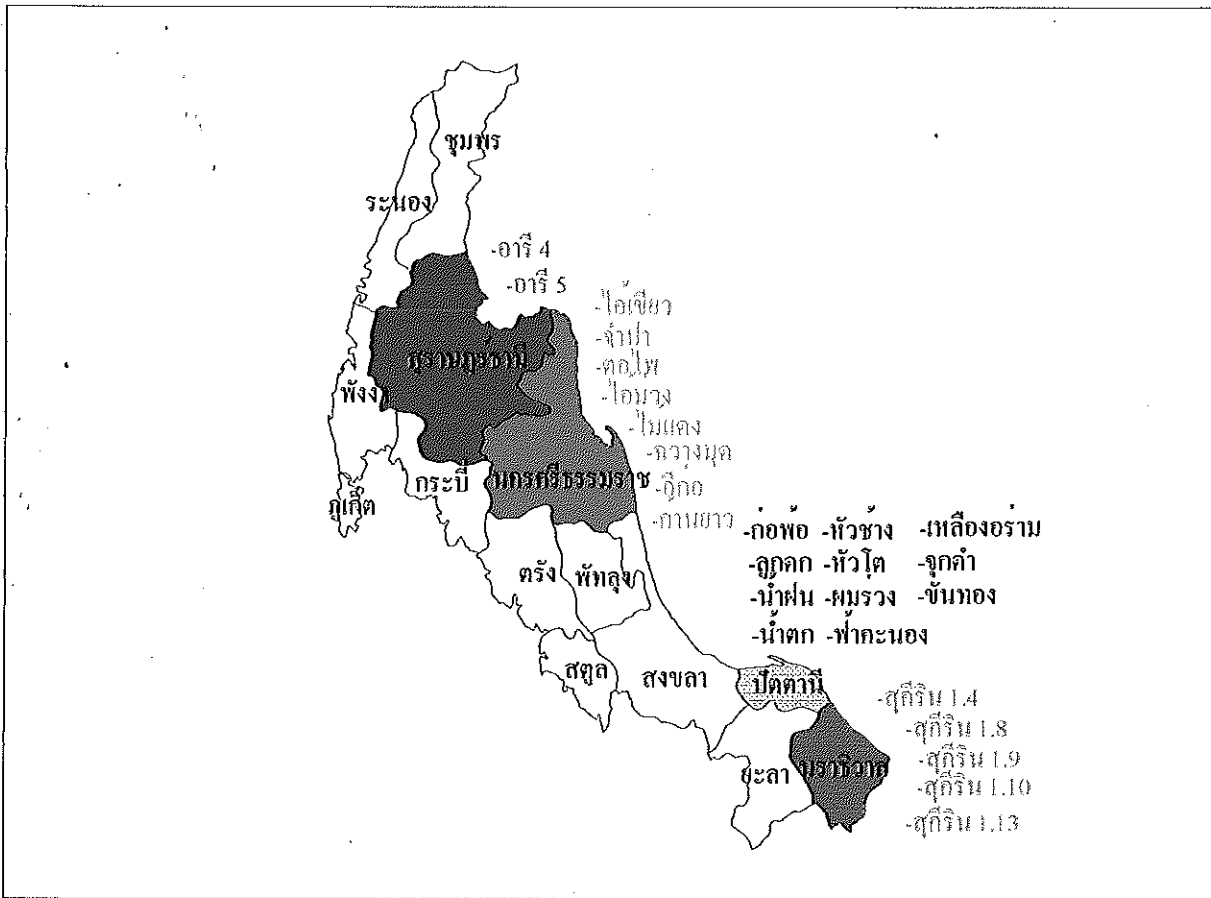 ชุมพร
ระนอง
-อารี 4
-อารี 5
-ไอ้เขียว
-จำปา
-ตอไพ
-ไอ้ม่วง
-ไม้แดง
-กวางมุด
-ฎีก่อ
-ก้านยาว
สุราษฎร์ธานี
พังงา
นครศรีธรรมราช
กระบี่
ภูเก็ต
-ก่อพ้อ -หัวช้าง -เหลืองอร่าม
-ลูกดก -หัวโต -จุกดำ
-น้ำฝน -ผมร่วง -ขันทอง
-น้ำตก -ฟ้าคะนอง
ตรัง
พัทลุง
สตูล
สงขลา
ปัตตานี
-สุคีริน 1.4
-สุคีริน 1.8
-สุคีริน 1.9
-สุคีริน 1.10
-สุคีริน 1.13
ยะลา
นราธิวาส